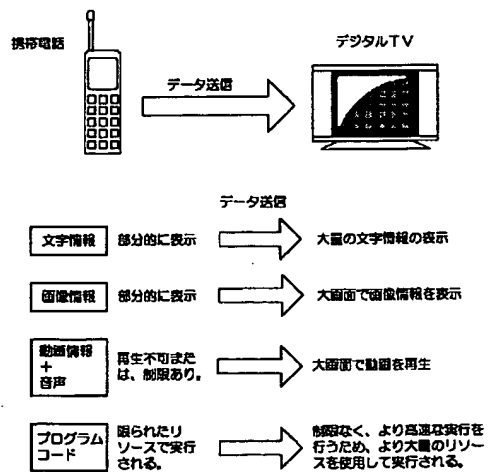 携帯電話
デジタルTV
データ送信
データ送信
文字情報
部分的に表示
大量の文字情報の表示
画像情報
部分的に表示
大画面で画像情報を表示
動画情報
+
音声
再生不可また
は、制限あり。
大画面で動画を再生
プログラム
コード
限られたリ
ソースで実行
される。
制限なく、より高速な実行を
行うため、より大量のリソー
スを使用して実行される。